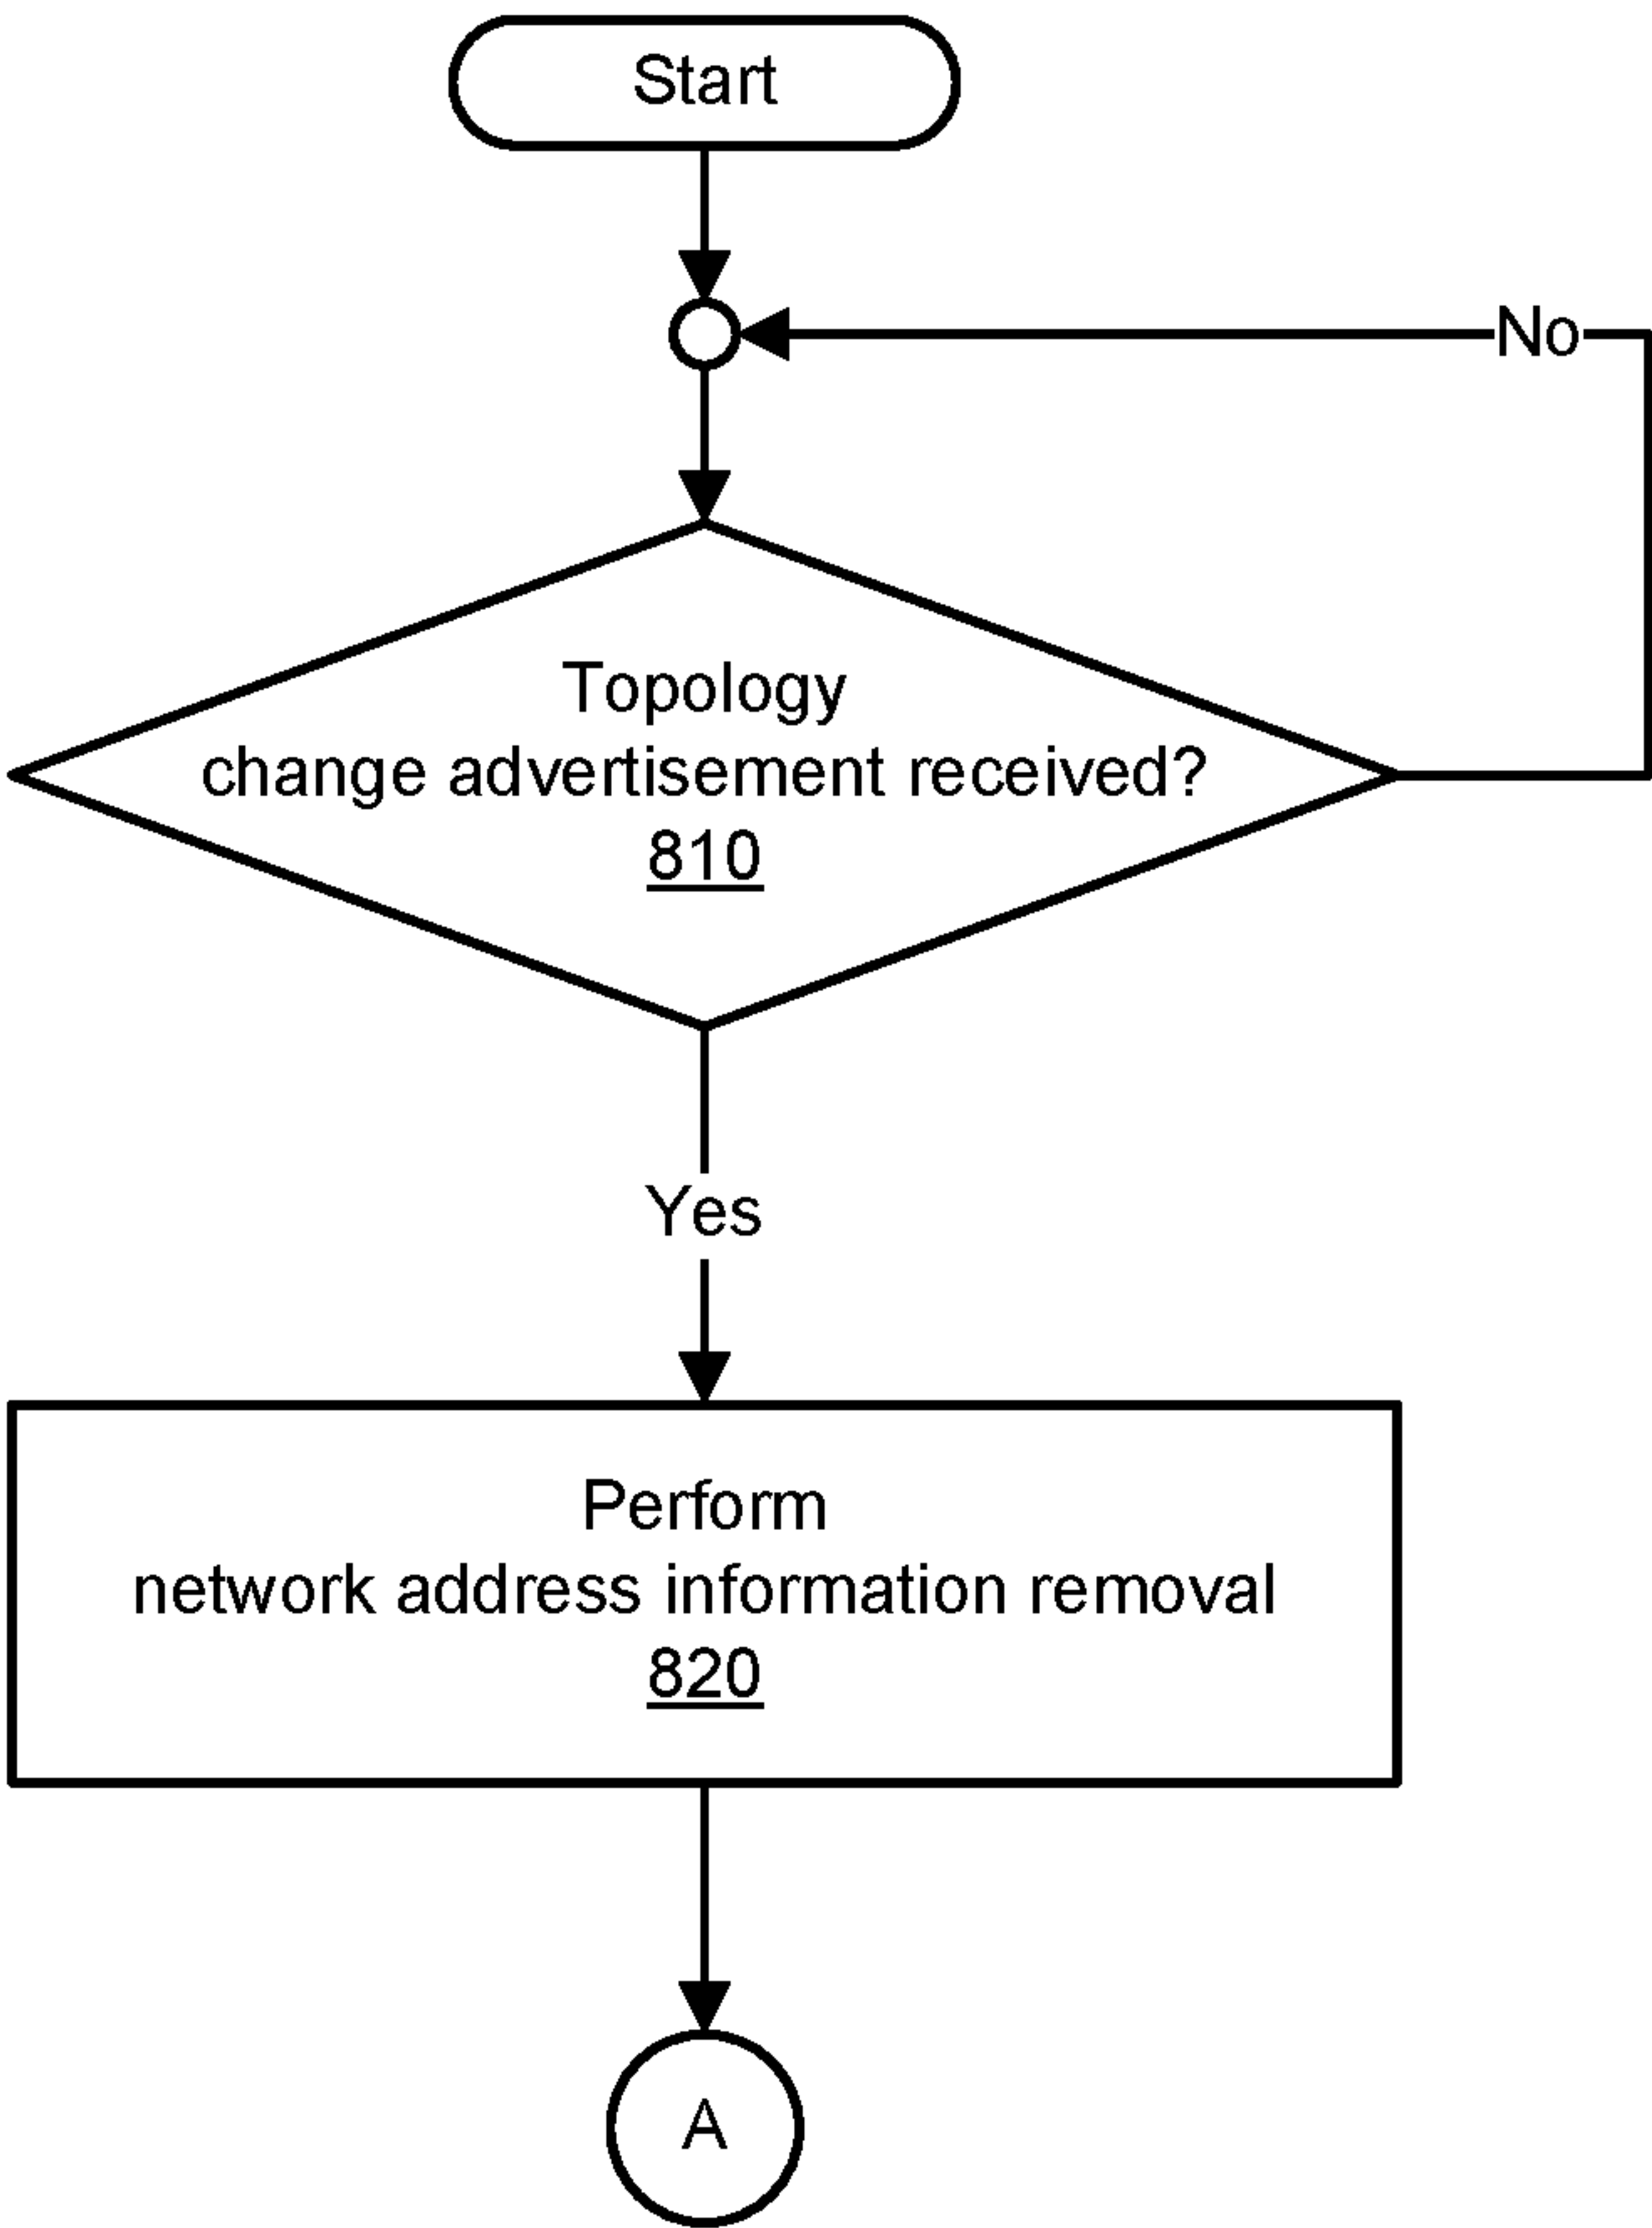 Start
No
Topology
change advertisement received?
810
Yes
Perform
network address information removal
820
A